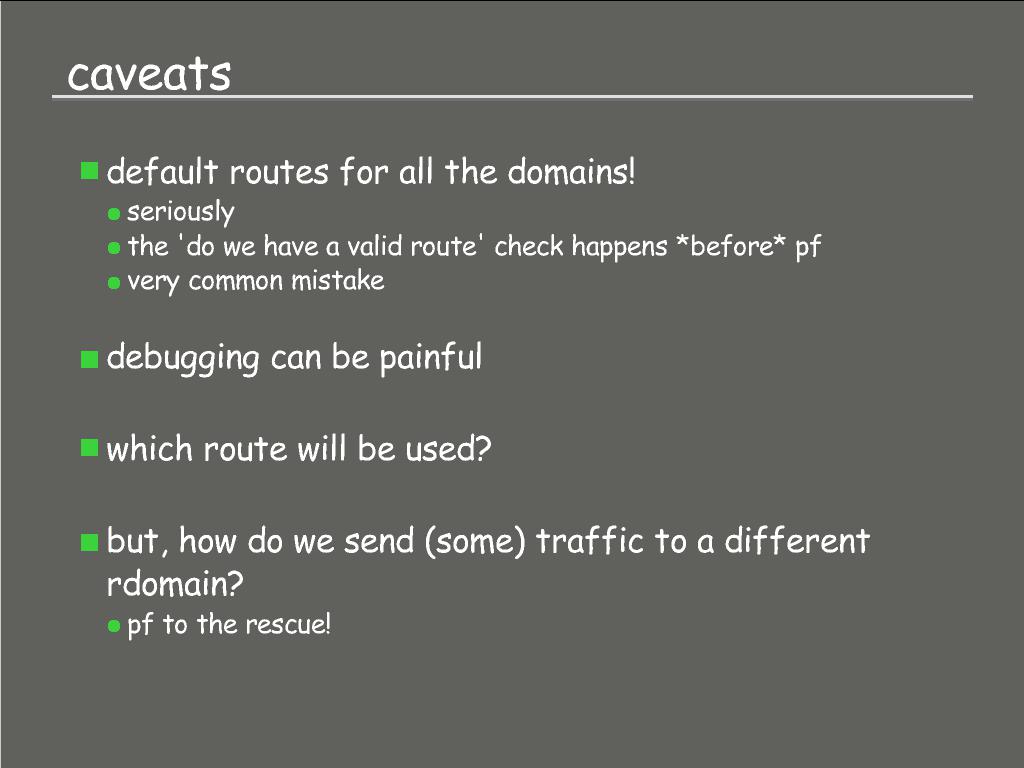 caveats
default routes for all the domains!
seriously
the 'do we have a valid route' check happens *before* pf
very common mistake
debugging can be painful
which route will be used?
but, how do we send (some) traffic to a different
rdomain?
pf to the rescue!